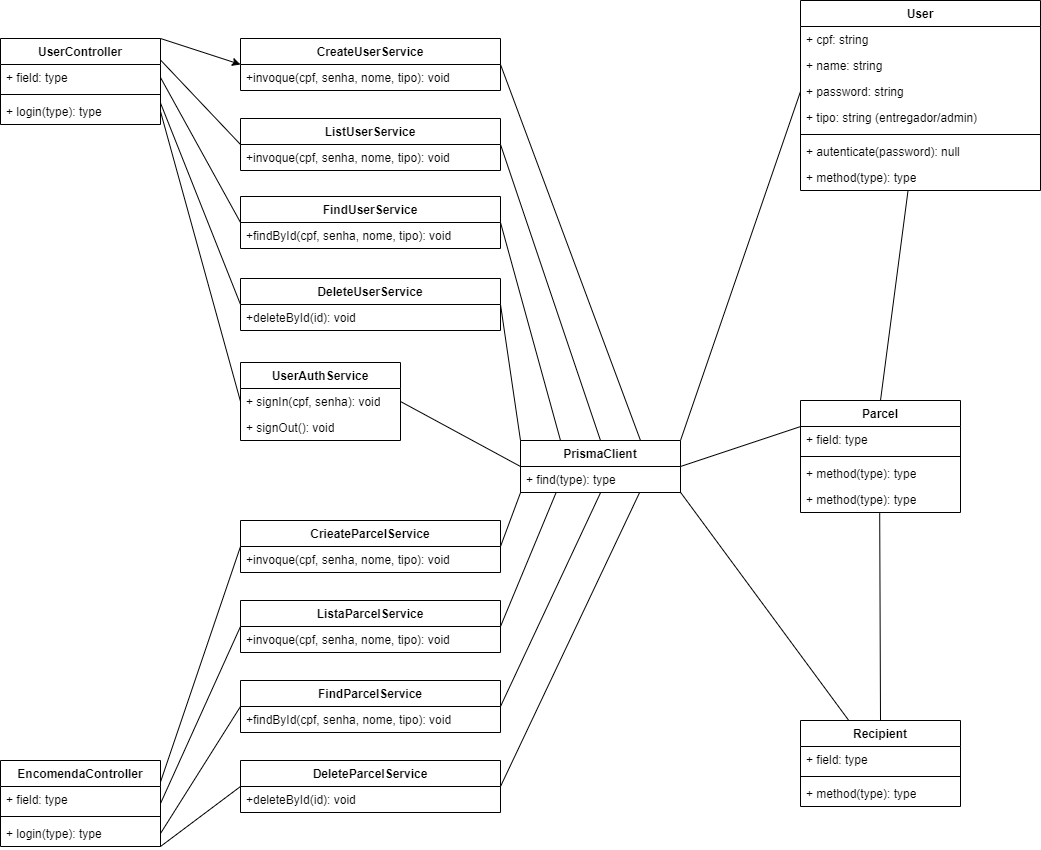 UserController
+ field: type
+ login(type): type
CreateUserService
+invoque(cpf, senha, nome, tipo): void
ListUserService
+invoque(cpf, senha, nome, tipo): void
FindUserService
+findById(cpf, senha, nome, tipo): void
DeleteUserService
+deleteById(id): void
UserAuthService
+ signIn(cpf, senha): void
+ signOut(): void
User
+ cpf: string
+ name: string
+ password: string
+ tipo: string (entregador/admin)
+ autenticate(password): null
+ method(type): type
PrismaClient
+ find(type): type
Parcel
+ field: type
+ method(type): type
+ method(type): type
CrieateParcelService
+invoque(cpf, senha, nome, tipo): void
ListaParcelService
+invoque(cpf, senha, nome, tipo): void
FindParcelService
+findById(cpf, senha, nome, tipo): void
DeleteParcelService
+deleteById(id): void
EncomendaController
+ field: type
+ login(type): type
Recipient
+ field: type
+ method(type): type